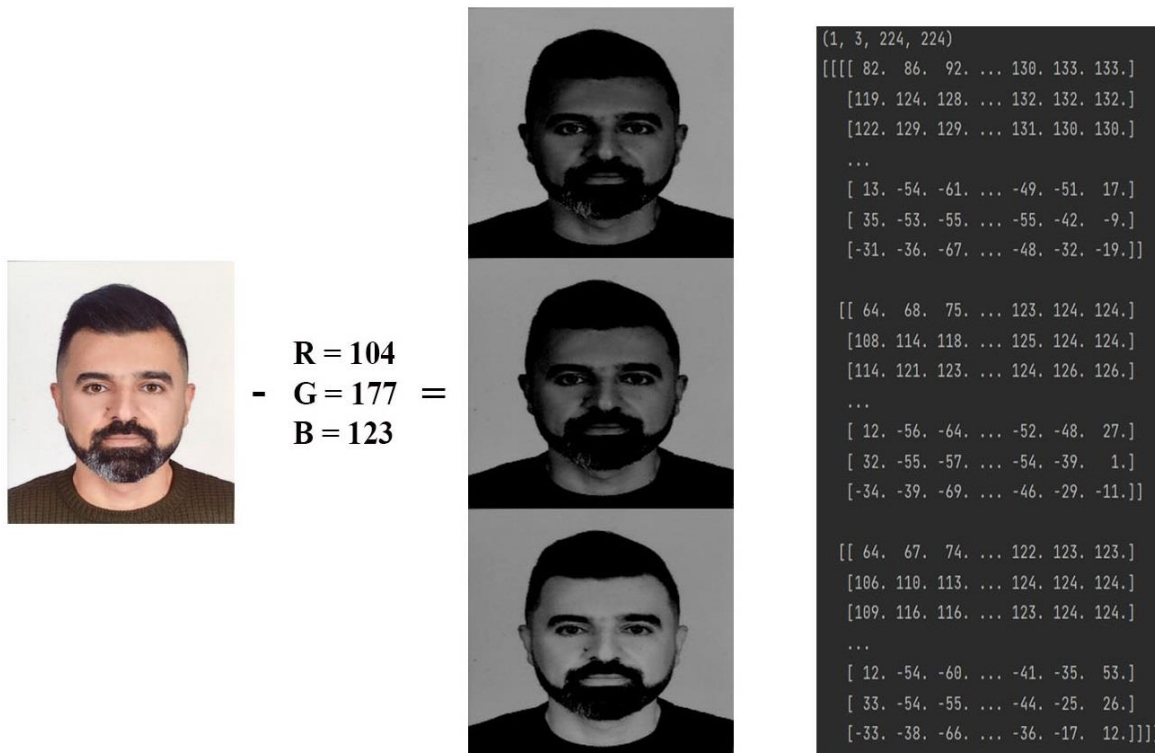 -
R = 104
G = 177
B = 123
=
(1, 3, 224, 224)
[[[[ 82. 86. 92. ... 130. 133. 133.]
[119. 124. 128. ... 132. 132. 132.]
[122. 129. 129. ... 131. 130. 130.]
...
[ 13. -54. -61. ... -49. -51. 17.]
[ 35. -53. -55. ... -55. -42. -9.]
[-31. -36. -67. ... -48. -32. -19.]]
[[ 64. 68. 75. ... 123. 124. 124.]
[108. 114. 118. ... 125. 124. 124.]
[114. 121. 123. ... 124. 126. 126.]
...
[ 12. -56. -64. ... -52. -48. 27.]
[ 32. -55. -57. ... -54. -39. 1.]
[-34. -39. -69. ... -46. -29. -11.]]
[[ 64. 67. 74. ... 122. 123. 123.]
[106. 110. 113. ... 124. 124. 124.]
[109. 116. 116. ... 123. 124. 124.]
...
[ 12. -54. -60. ... -41. -35. 53.]
[ 33. -54. -55. ... -44. -25. 26.]
[-33. -38. -66. ... -36. -17. 12.]]]]